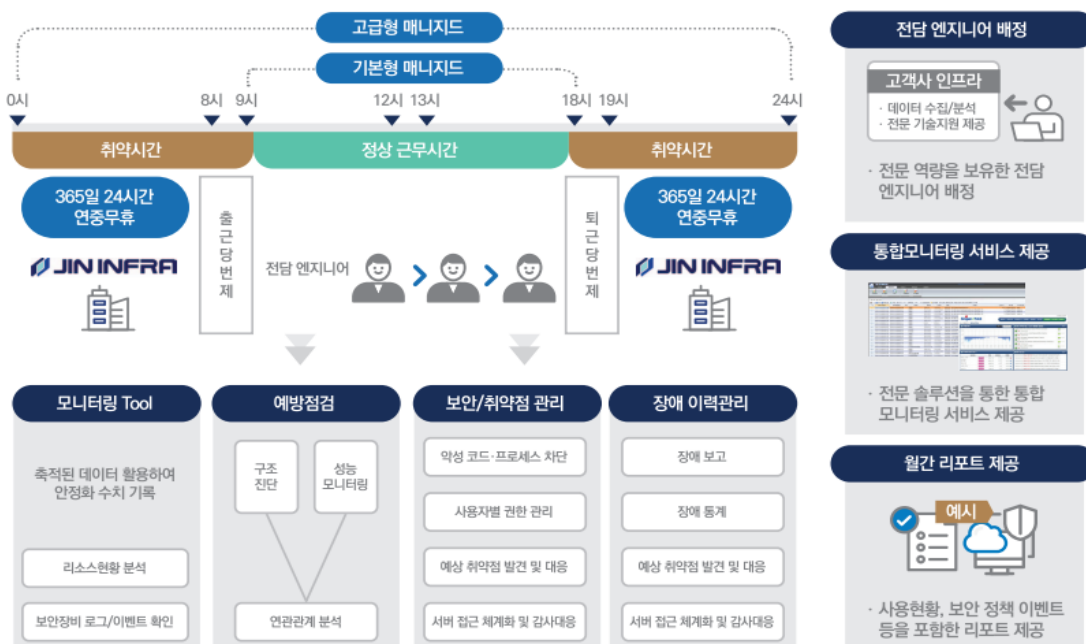 고급형 매니지드
기본형 매니지드
0시
8시
9시
12시
13시
18시
19시
24시
취약시간
정상 근무시간
취약시간
365일 24시간
연중무휴
JIN INFRA
출근당번제
전담 엔지니어
퇴근당번제
365일 24시간
연중무휴
JIN INFRA
모니터링 Tool
축적된 데이터 활용하여
안정화 수치 기록
리소스현황 분석
보안장비 로그/이벤트 확인
예방점검
구조
진단
성능
모니터링
연관관계 분석
보안/취약점 관리
악성 코드·프로세스 차단
사용자별 권한 관리
예상 취약점 발견 및 대응
서버 접근 체계화 및 감사대응
장애 이력관리
장애 보고
장애 통계
예상 취약점 발견 및 대응
서버 접근 체계화 및 감사대응
전담 엔지니어 배정
고객사 인프라
· 데이터 수집/분석
· 전문 기술지원 제공
· 전문 역량을 보유한 전담
엔지니어 배정
통합모니터링 서비스 제공
· 전문 솔루션을 통한 통합
모니터링 서비스 제공
월간 리포트 제공
예시
· 사용현황, 보안 정책 이벤트
등을 포함한 리포트 제공